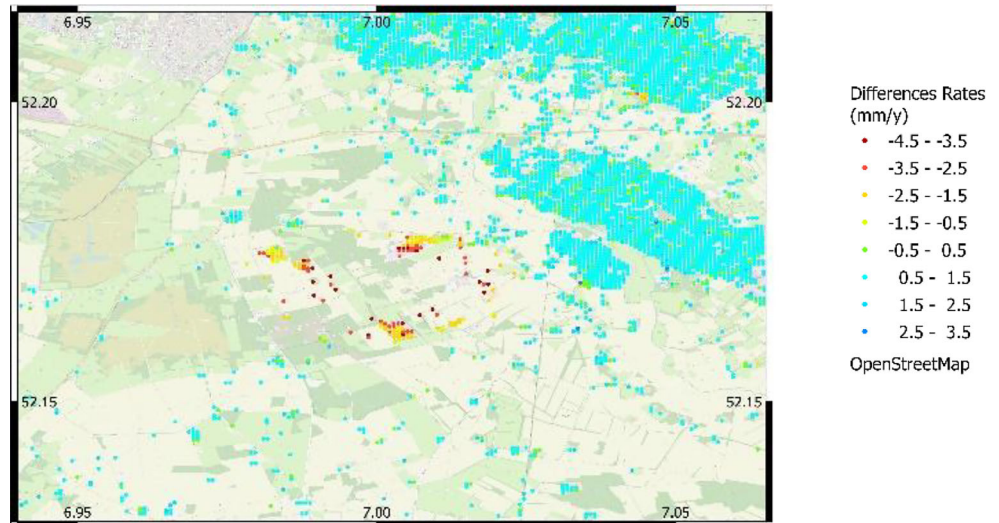 6.95 7.00 7.05
52.20 52.20
52.15 52.15
6.95 7.00 7.05
Differences Rates
(mm/y)
-4.5 - -3.5
-3.5 - -2.5
-2.5 - -1.5
-1.5 - -0.5
-0.5 - 0.5
0.5 - 1.5
1.5 - 2.5
2.5 - 3.5
OpenStreetMap